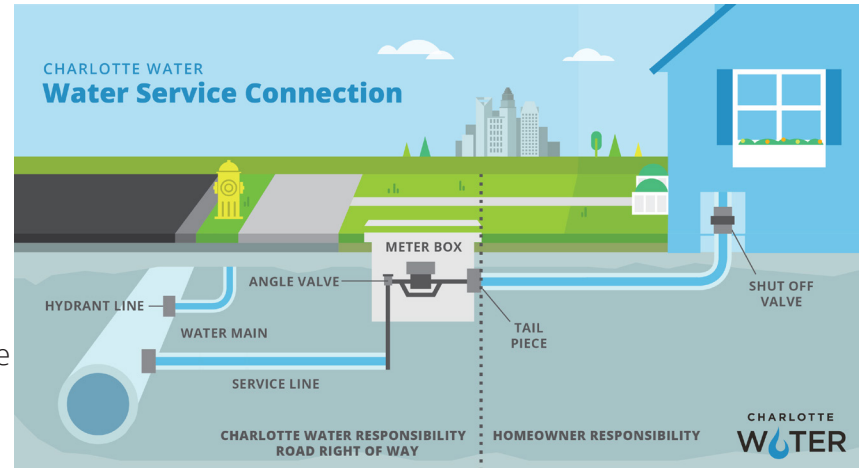 CHARLOTTE WATER
Water Service Connection
METER BOX
ANGLE VALVE
HYDRANT LINE
WATER MAIN
SERVICE LINE
TAIL
PIECE
SHUT OFF
VALVE
e
CHARLOTTE WATER RESPONSIBILITY
ROAD RIGHT OF WAY
HOMEOWNER RESPONSIBILITY
CHARLOTTE
WATER